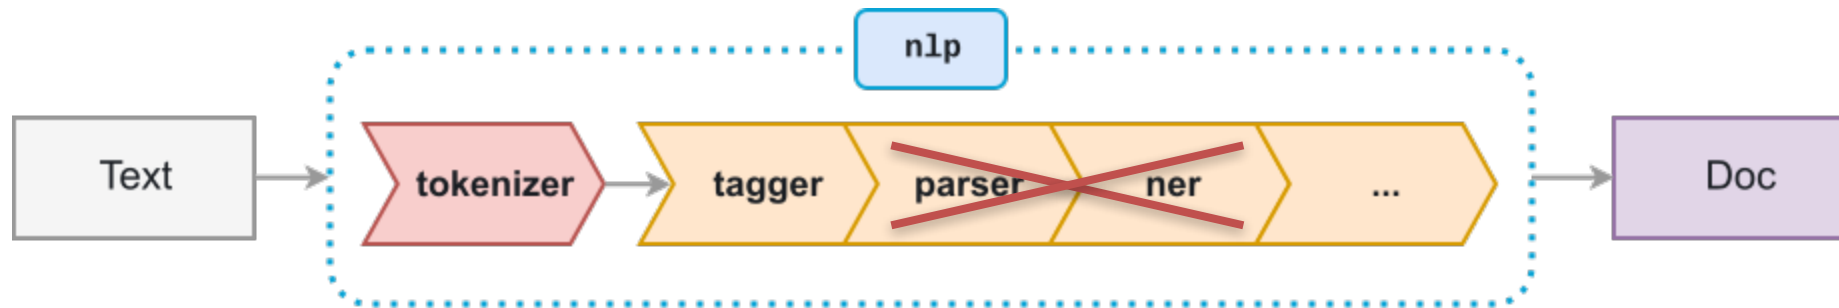 nlp
Text
tokenizer
tagger
parser
ner
...
Doc